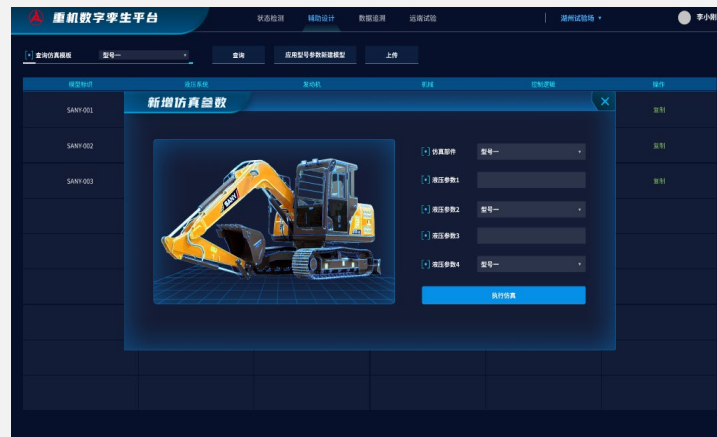 重机数字孪生平台 状态检测 辅助设计 数据追溯 远端试验 湖州试验场 李小刚
查询仿真模板 型号一 查询 应用型号参数新建模型 上传
模型标识 液压系统 发动机 机械 控制逻辑 操作
新增仿真参数
SANY-001 复制
SANY-002 复制
SANY-003 复制
仿真部件 型号一
液压参数1
液压参数2 型号一
液压参数3
液压参数4 型号一
执行仿真
SANY